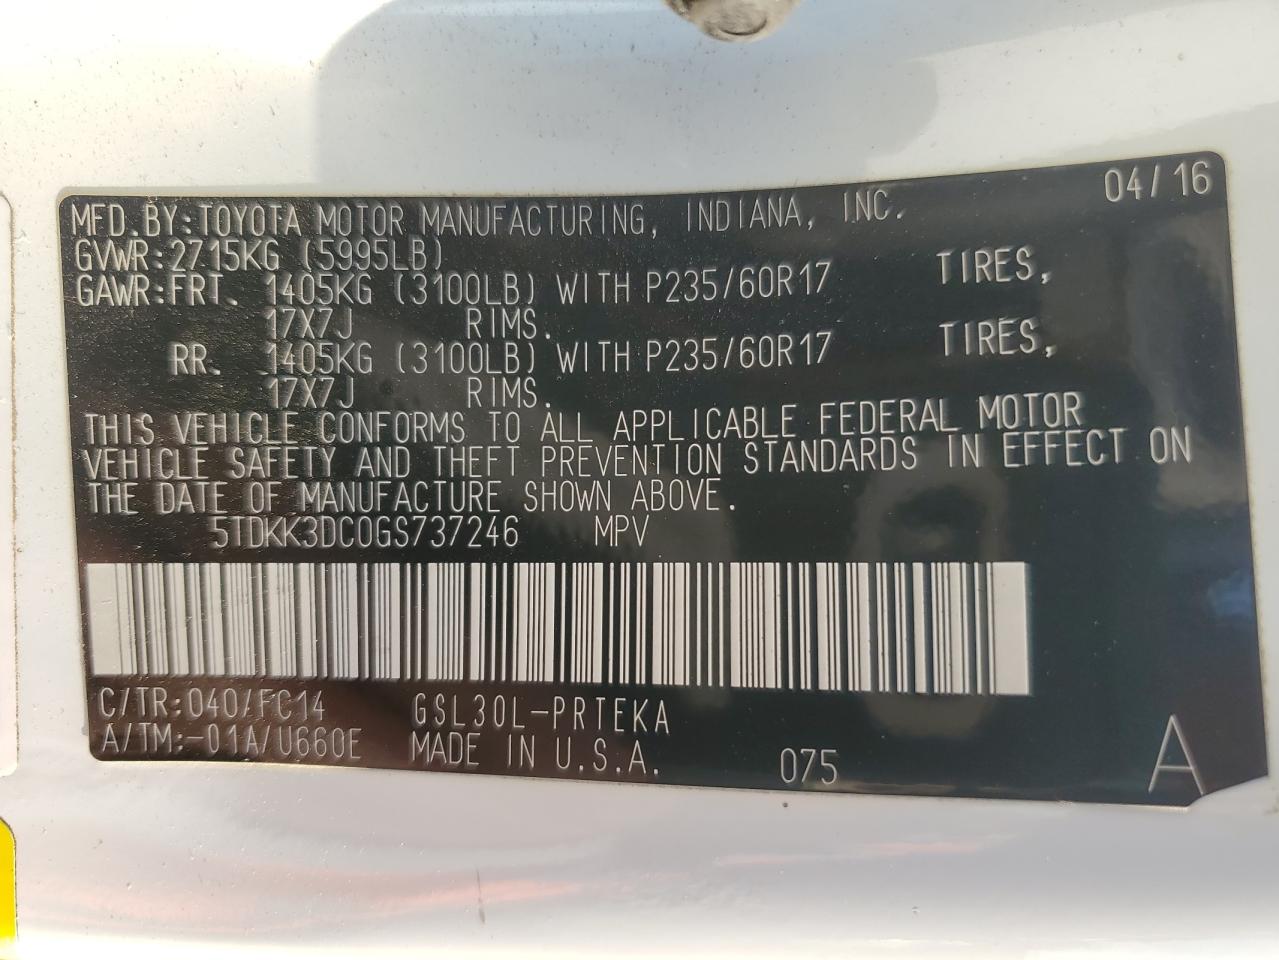 04/16
MFD.BY:TOYOTA MOTOR MANUFACTURING, INDIANA, INC.
GVWR:2715KG (5995LB)
GAWR:FRT. 1405KG (3100LB) WITH P235/60R17 TIRES,
17X7J RIMS.
RR. 1405KG (3100LB) WITH P235/60R17 TIRES,
17X7J RIMS.
THIS VEHICLE CONFORMS TO ALL APPLICABLE FEDERAL MOTOR
VEHICLE SAFETY AND THEFT PREVENTION STANDARDS IN EFFECT ON
THE DATE OF MANUFACTURE SHOWN ABOVE.
5TDKK3DC0GS737246 MPV
C/TR:040/FC14 GSL30L-PRTEKA
A/TM:-01A/U660E MADE IN U.S.A. 075 A